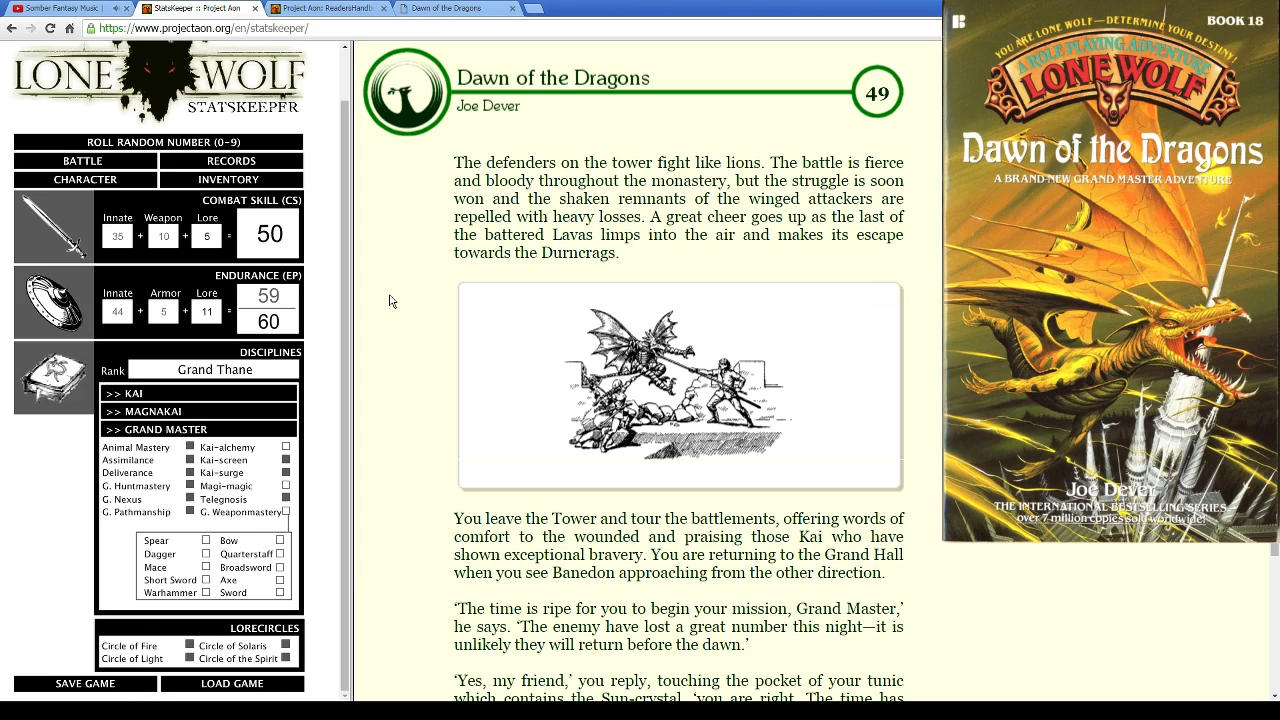 Somber Fantasy Music |
StatsKeeper :: Project Aon
Project Aon: ReadersHandb
Dawn of the Dragons
https://www.projectaon.org/en/statskeeper/
LONE WOLF
STATSKEEPER
ROLL RANDOM NUMBER (0-9)
BATTLE RECORDS
CHARACTER INVENTORY
COMBAT SKILL (CS)
Innate Weapon Lore
35 + 10 + 5 = 50
ENDURANCE (EP)
Innate Armor Lore
59
44 + 5 + 11 =
60
DISCIPLINES
Rank Grand Thane
>> KAI
>> MAGNAKAI
>> GRAND MASTER
Animal Mastery Kai-alchemy
Assimilance Kai-screen
Deliverance Kai-surge
G. Huntmastery Magi-magic
G. Nexus Telegnosis
G. Pathmanship G. Weaponmastery
Spear Bow
Dagger Quarterstaff
Mace Broadsword
Short Sword Axe
Warhammer Sword
LORECIRCLES
Circle of Fire Circle of Solaris
Circle of Light Circle of the Spirit
SAVE GAME LOAD GAME
Dawn of the Dragons
Joe Dever
49
The defenders on the tower fight like lions. The battle is fierce
and bloody throughout the monastery, but the struggle is soon
won and the shaken remnants of the winged attackers are
repelled with heavy losses. A great cheer goes up as the last of
the battered Lavas limps into the air and makes its escape
towards the Durncrags.
You leave the Tower and tour the battlements, offering words of
comfort to the wounded and praising those Kai who have
shown exceptional bravery. You are returning to the Grand Hall
when you see Banedon approaching from the other direction.
‘The time is ripe for you to begin your mission, Grand Master,’
he says. ‘The enemy have lost a great number this night—it is
unlikely they will return before the dawn.’
‘Yes, my friend,’ you reply, touching the pocket of your tunic
which contains the Sun-crystal, ‘you are right. The time has
B
BOOK 18
YOU ARE LONE WOLF—DETERMINE YOUR DESTINY!
A ROLE PLAYING ADVENTURE
LONE WOLF
Dawn of the Dragons
A BRAND-NEW GRAND MASTER ADVENTURE
Joe Dever
THE INTERNATIONAL BESTSELLING SERIES—
over 7 million copies sold worldwide!